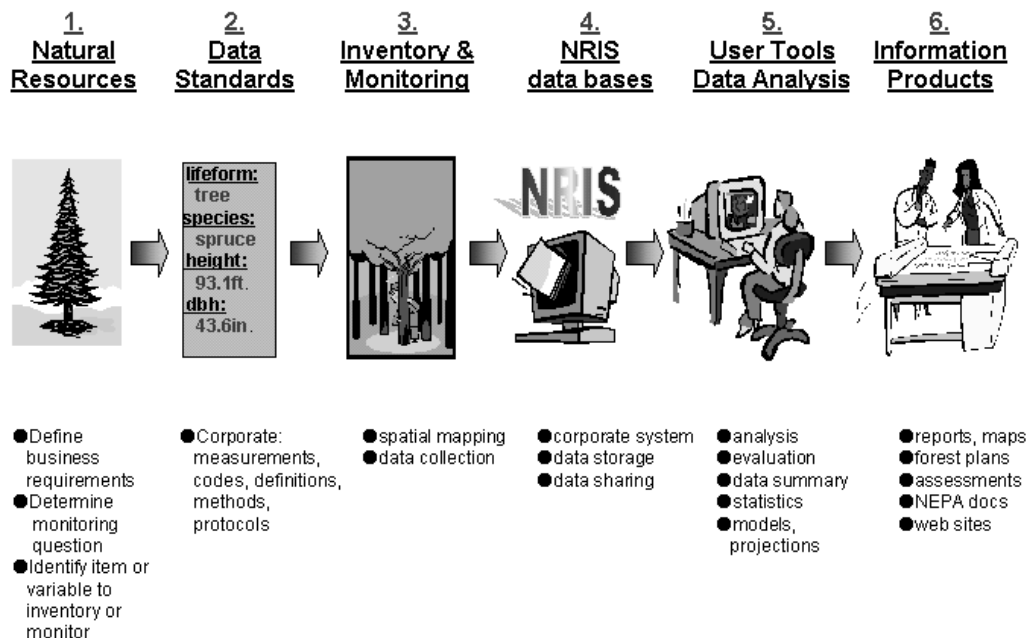 1.
Natural
Resources
2.
Data
Standards
3.
Inventory &
Monitoring
4.
NRIS
data bases
5.
User Tools
Data Analysis
6.
Information
Products
lifeform:
tree
species:
spruce
height:
93.1ft.
dbh:
43.6in.
NRIS
●Define
business
requirements
●Determine
monitoring
question
●Identify item or
variable to
inventory or
monitor
●Corporate:
measurements,
codes, definitions,
methods,
protocols
●spatial mapping
●data collection
●corporate system
●data storage
●data sharing
●analysis
●evaluation
●data summary
●statistics
●models,
projections
●reports, maps
●forest plans
●assessments
●NEPA docs
●web sites